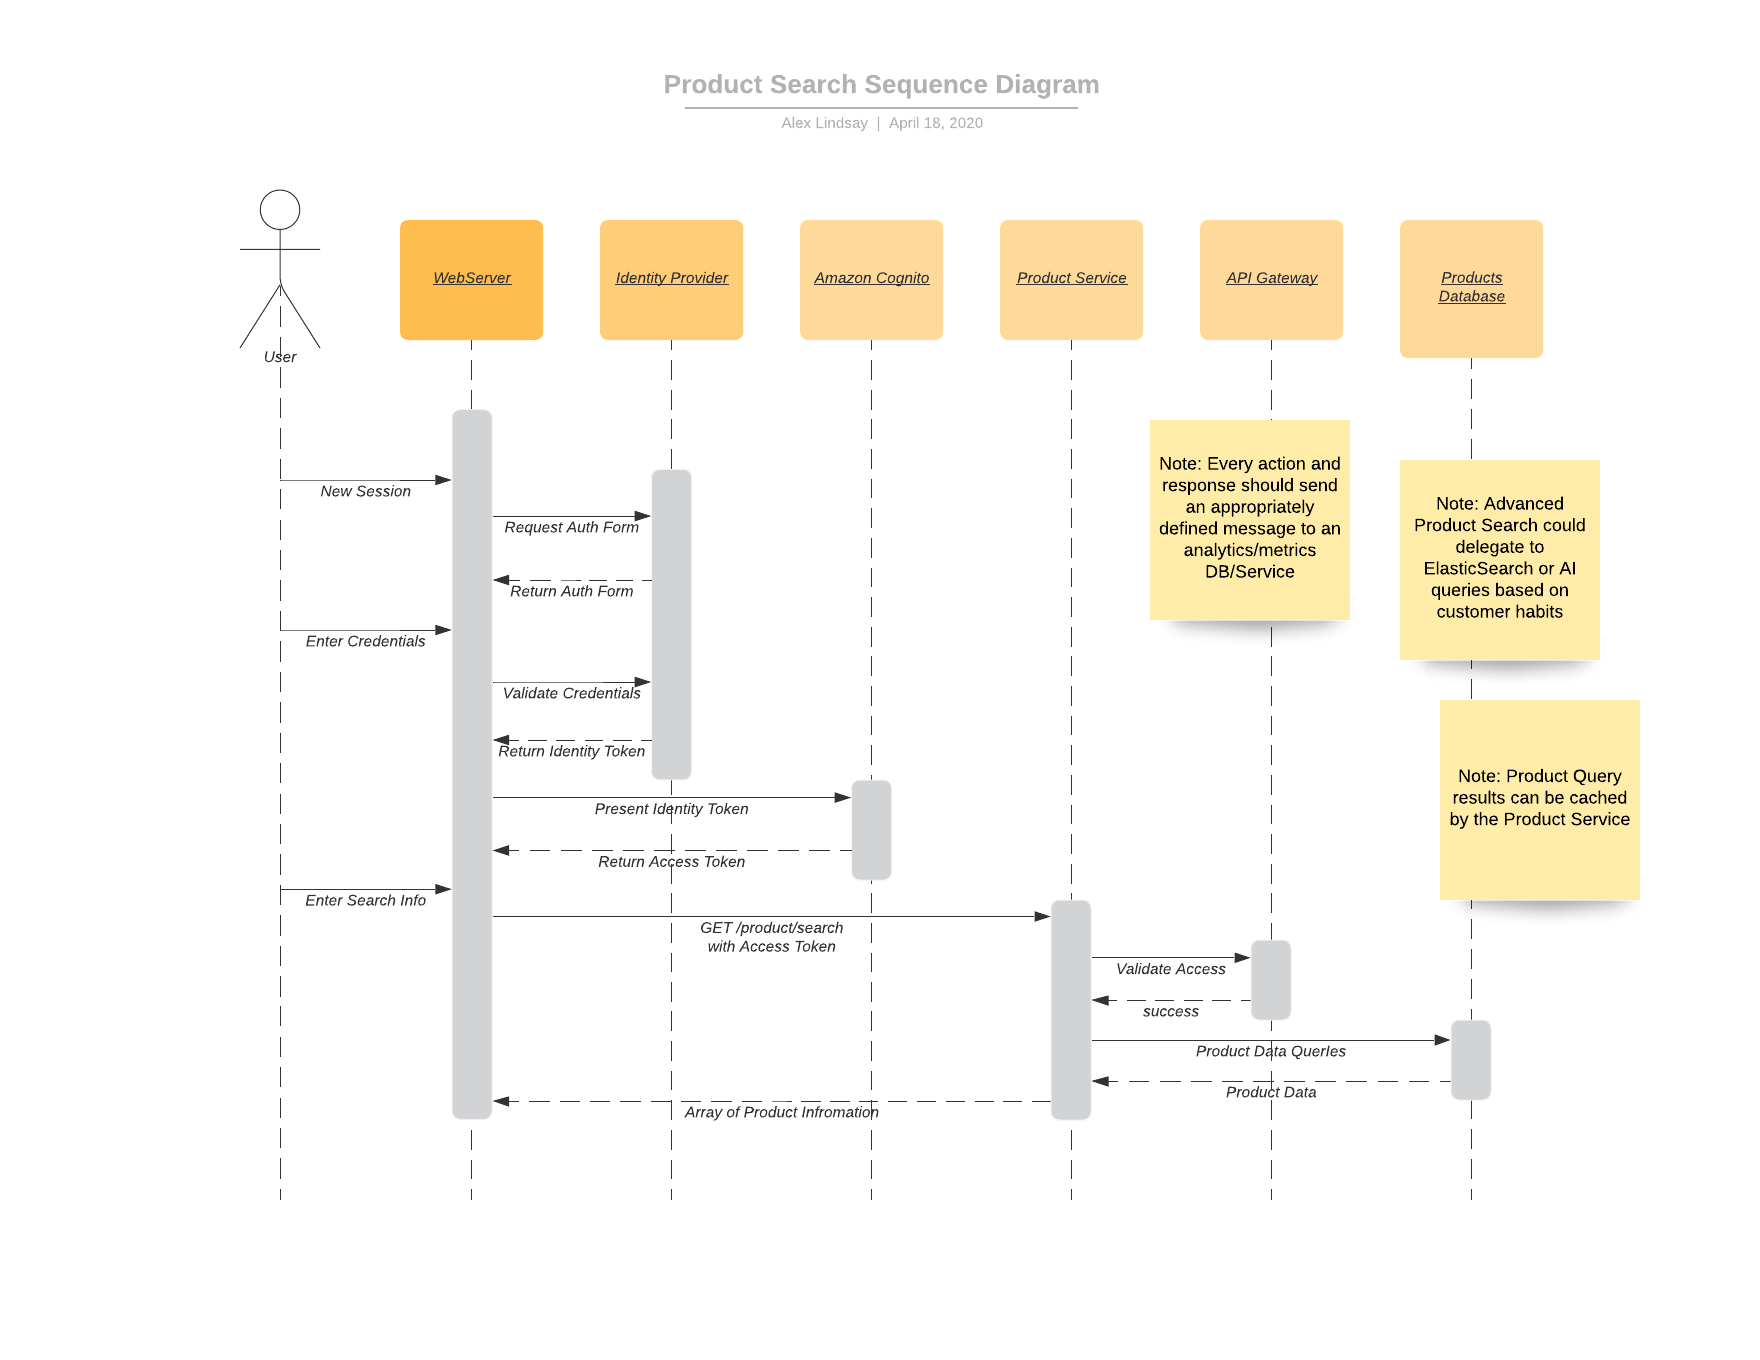 Product Search Sequence Diagram
Alex Lindsay | April 18, 2020
User
WebServer
Identity Provider
Amazon Cognito
Product Service
API Gateway
Products
Database
New Session
Request Auth Form
Return Auth Form
Enter Credentials
Validate Credentials
Return Identity Token
Present Identity Token
Return Access Token
Enter Search Info
GET /product/search
with Access Token
Validate Access
success
Product Data QuerIes
Product Data
Array of Product Infromation
Note: Every action and
response should send
an appropriately
defined message to an
analytics/metrics
DB/Service
Note: Advanced
Product Search could
delegate to
ElasticSearch or AI
queries based on
customer habits
Note: Product Query
results can be cached
by the Product Service